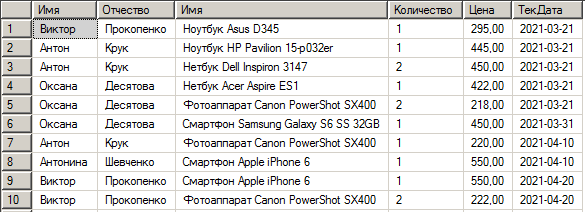 Имя Отчество Имя Количество Цена ТекДата
1 Виктор Прокопенко Ноутбук Asus D345 1 295,00 2021-03-21
2 Антон Крук Ноутбук HP Pavilion 15-p032er 1 445,00 2021-03-21
3 Антон Крук Нетбук Dell Inspiron 3147 2 450,00 2021-03-21
4 Оксана Десятова Нетбук Acer Aspire ES1 1 422,00 2021-03-21
5 Оксана Десятова Фотоаппарат Canon PowerShot SX400 2 218,00 2021-03-21
6 Оксана Десятова Смартфон Samsung Galaxy S6 SS 32GB 1 450,00 2021-03-31
7 Антон Крук Фотоаппарат Canon PowerShot SX400 1 220,00 2021-04-10
8 Антонина Шевченко Смартфон Apple iPhone 6 1 550,00 2021-04-10
9 Виктор Прокопенко Смартфон Apple iPhone 6 1 550,00 2021-04-20
10 Виктор Прокопенко Фотоаппарат Canon PowerShot SX400 2 222,00 2021-04-20